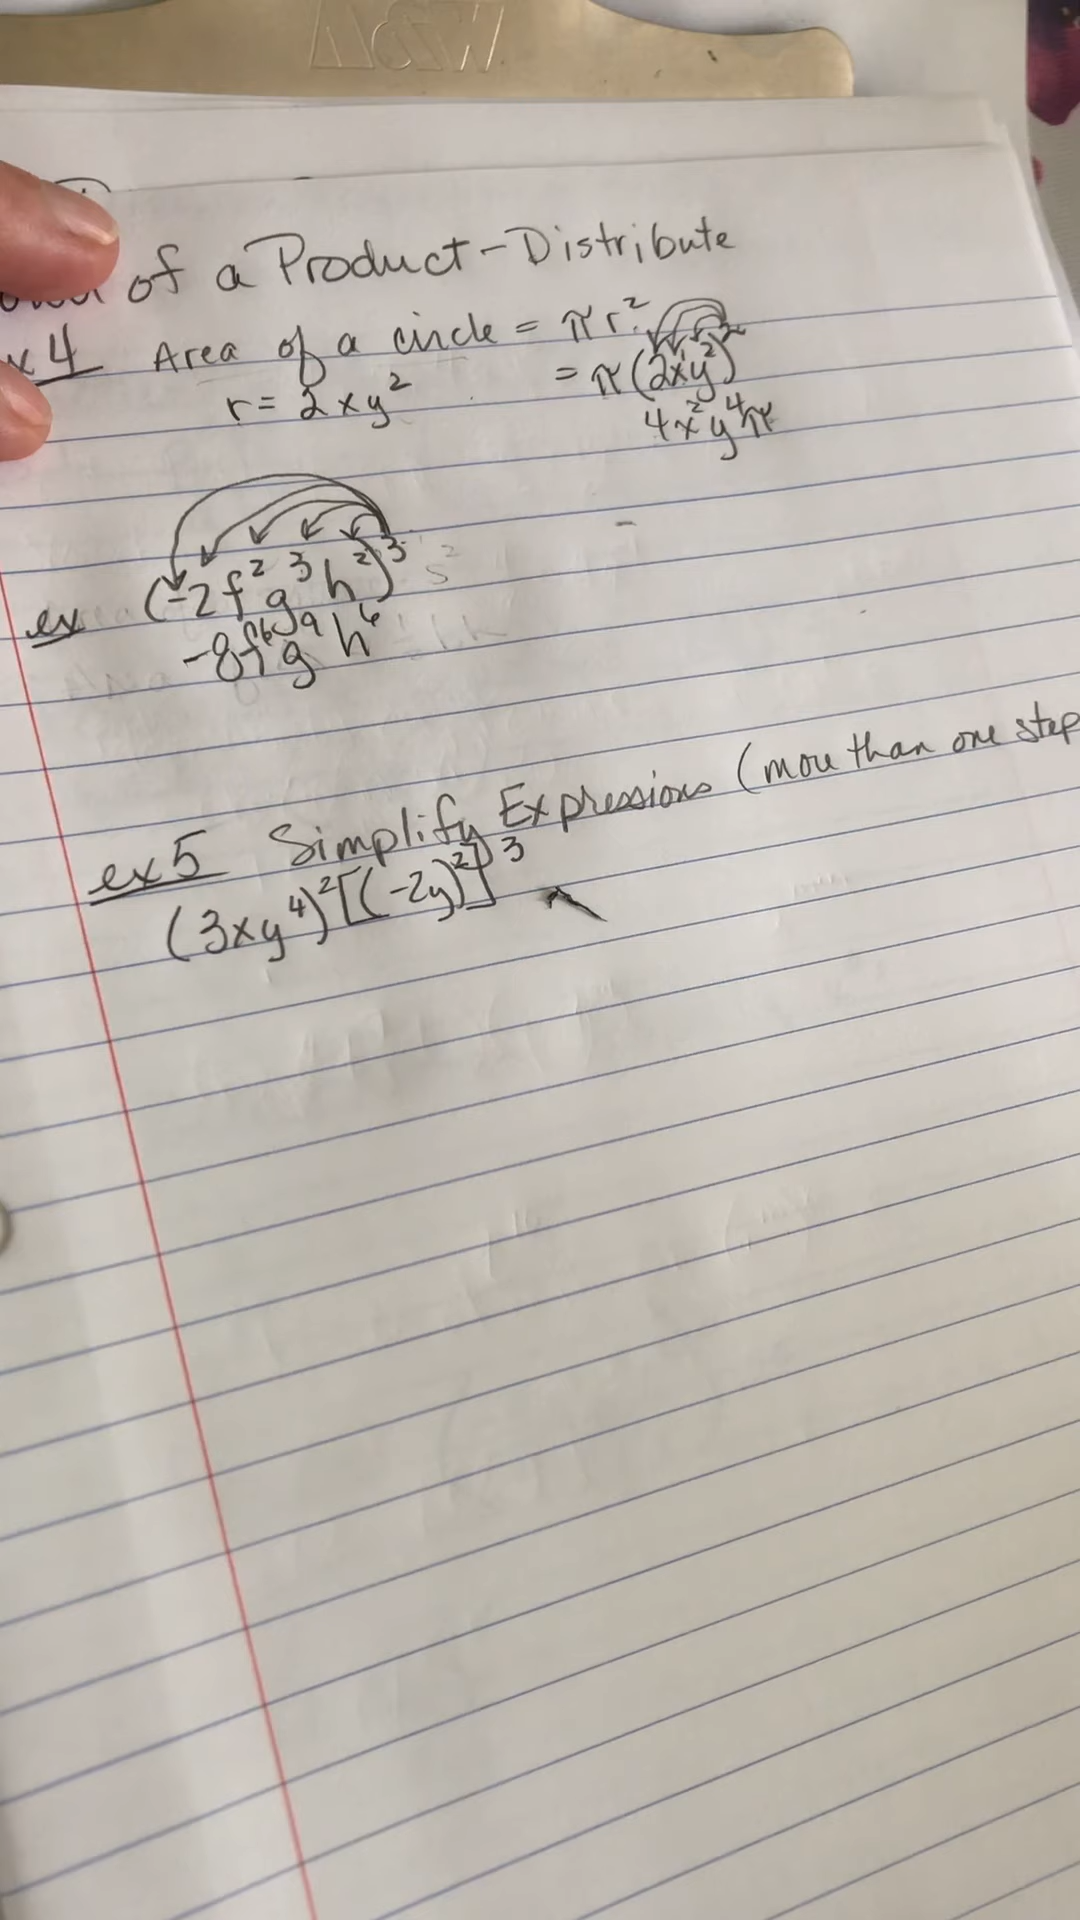 of a Product - Distribute
x 4 Area of a circle = πr²
r = 2xy² = π(2x¹y²)²
4x²y⁴π
ex (-2f²g³h²)³
-8f⁶g⁹h⁶
ex 5 Simplify Expressions (more than one step
(3xy⁴)²[(-2y)²]³